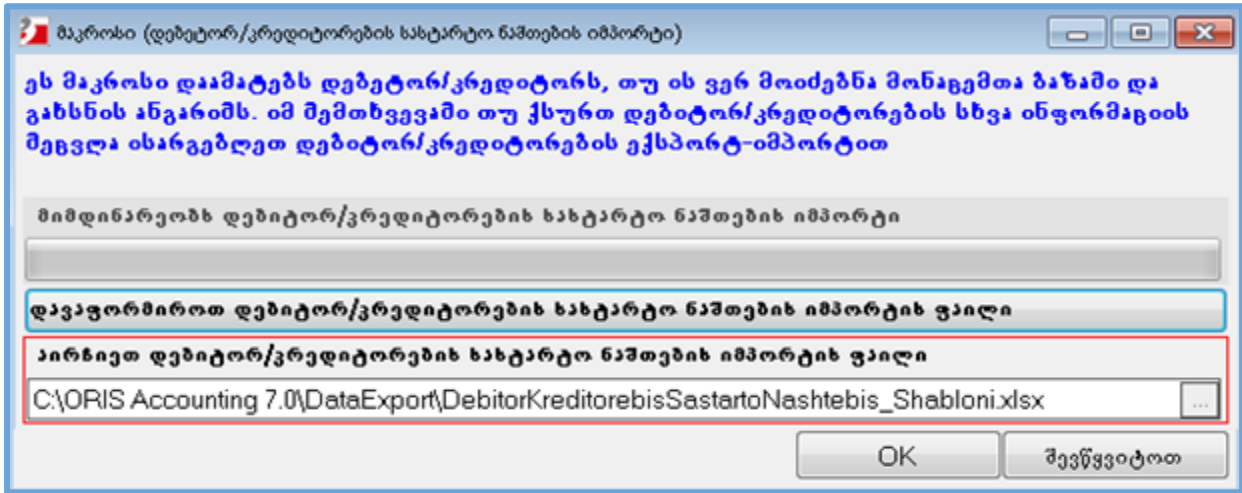 მაკროსი (დებიტორ/კრედიტორების სასტარტო ნაშთების იმპორტი)
ეს მაკროსი დაამატებს დებეტორ/კრედიტორს, თუ ის ვერ მოიძებნა მონაცემთა ბაზაში და
გახსნის ანგარიშს. იმ შემთხვევაში თუ ქსურთ დებიტორ/კრედიტორების სხვა ინფორმაციის
შეცვლა ისარგებლეთ დებიტორ/კრედიტორების ექსპორტ-იმპორტით
მიმდინარეობს დებიტორ/კრედიტორების სასტარტო ნაშთების იმპორტი
დავაფორმიროთ დებიტორ/კრედიტორების სასტარტო ნაშთების იმპორტის ფაილი
აირჩიეთ დებიტორ/კრედიტორების სასტარტო ნაშთების იმპორტის ფაილი
C:\ORIS Accounting 7.0\DataExport\DebitorKreditorebisSastartoNashtebis_Shabloni.xlsx ...
OK შევწყვიტოთ